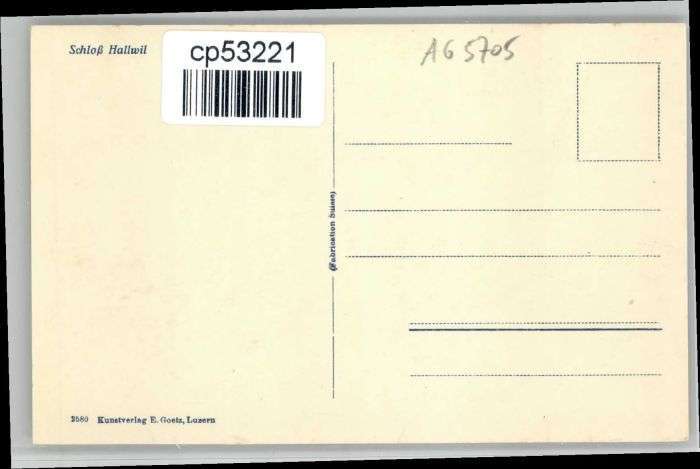 Schloß Hallwil
cp53221
AG 5705
(Fabrication Suisse)
2580 Kunstverlag E. Goetz, Luzern